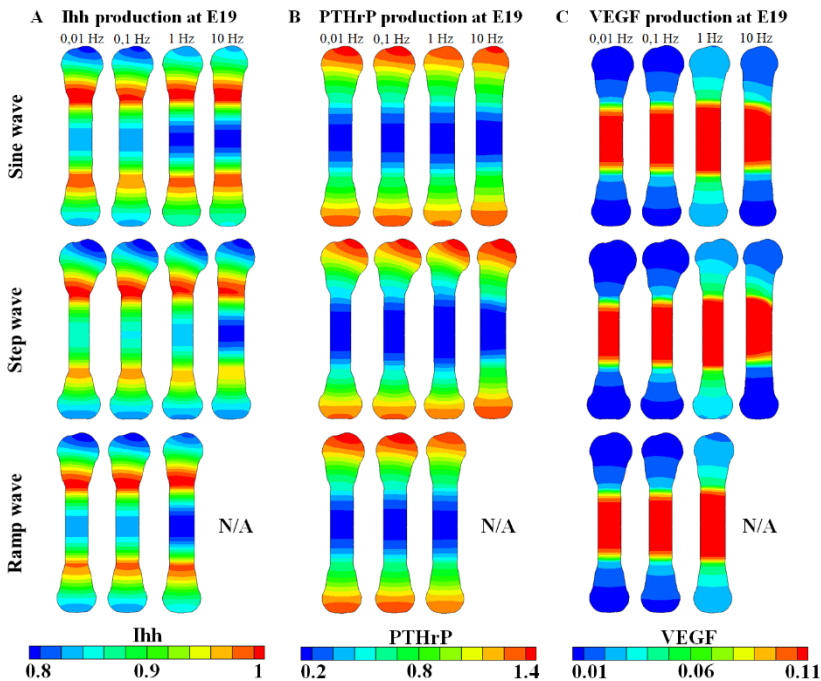 A Ihh production at E19
B PTHrP production at E19
C VEGF production at E19
0,01 Hz 0,1 Hz 1 Hz 10 Hz
0,01 Hz 0,1 Hz 1 Hz 10 Hz
0,01 Hz 0,1 Hz 1 Hz 10 Hz
Sine wave
Step wave
Ramp wave
N/A
N/A
N/A
Ihh
0.8 0.9 1
PTHrP
0.2 0.8 1.4
VEGF
0.01 0.06 0.11